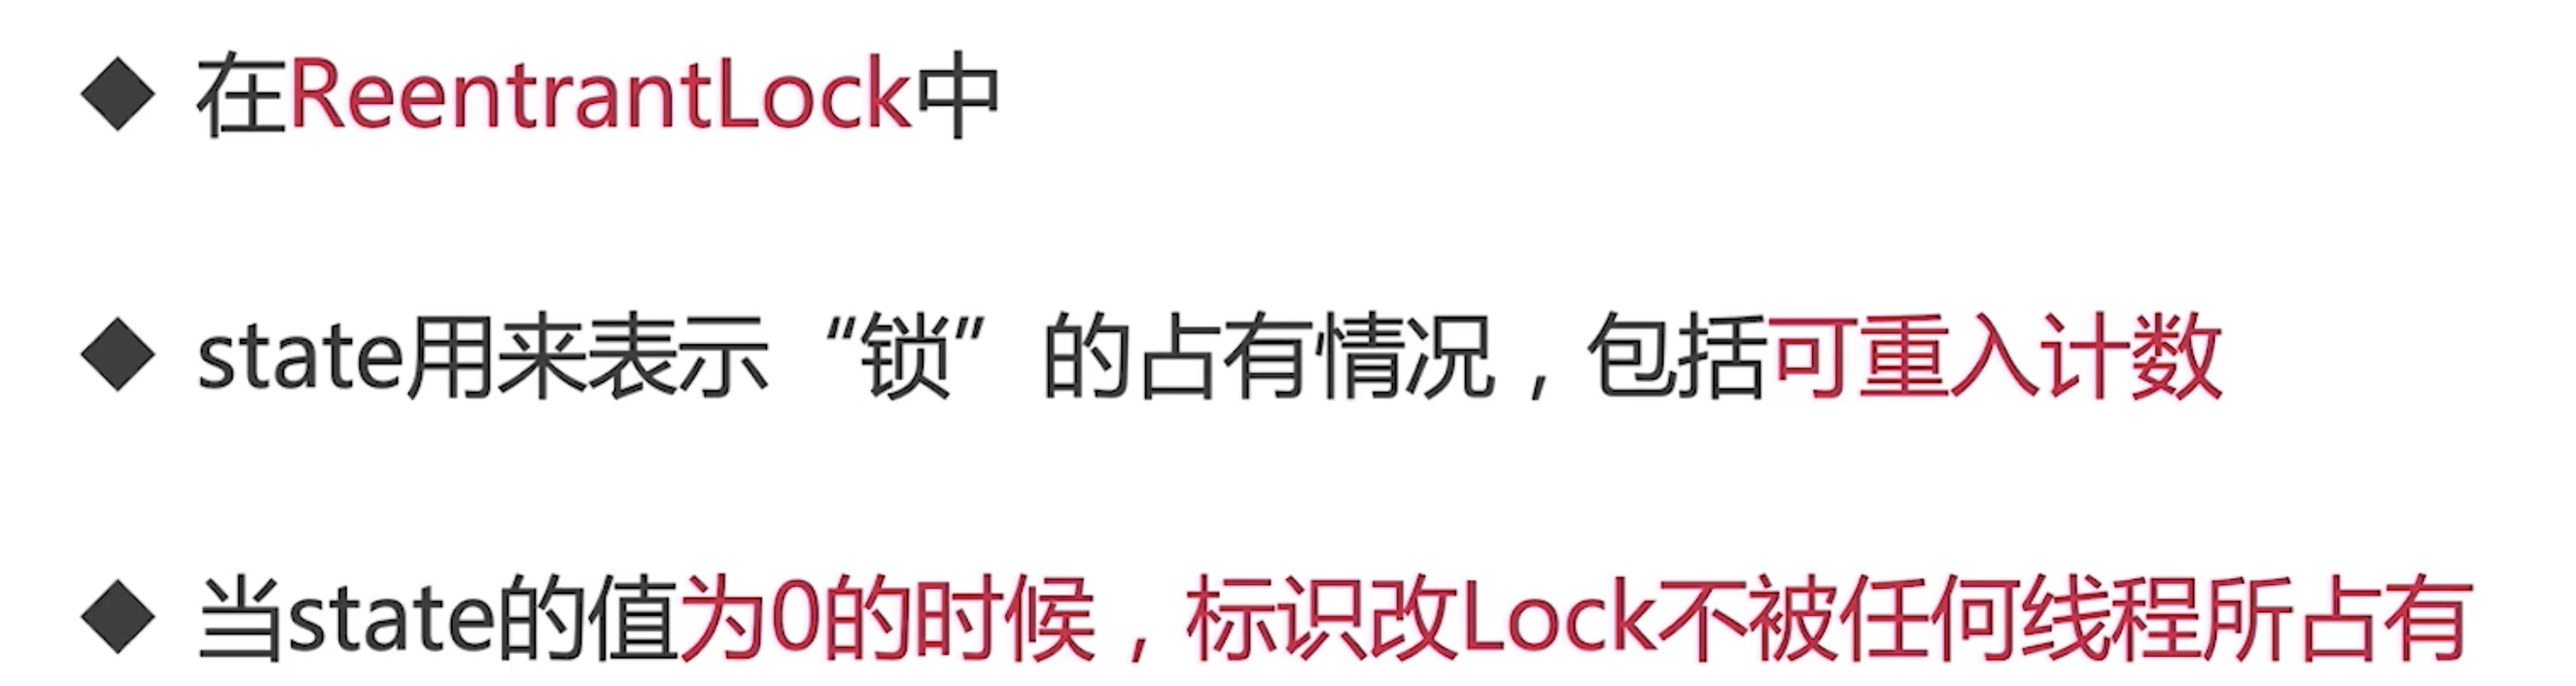 ◆ 在ReentrantLock中
◆ state用来表示“锁”的占有情况，包括可重入计数
◆ 当state的值为0的时候，标识改Lock不被任何线程所占有